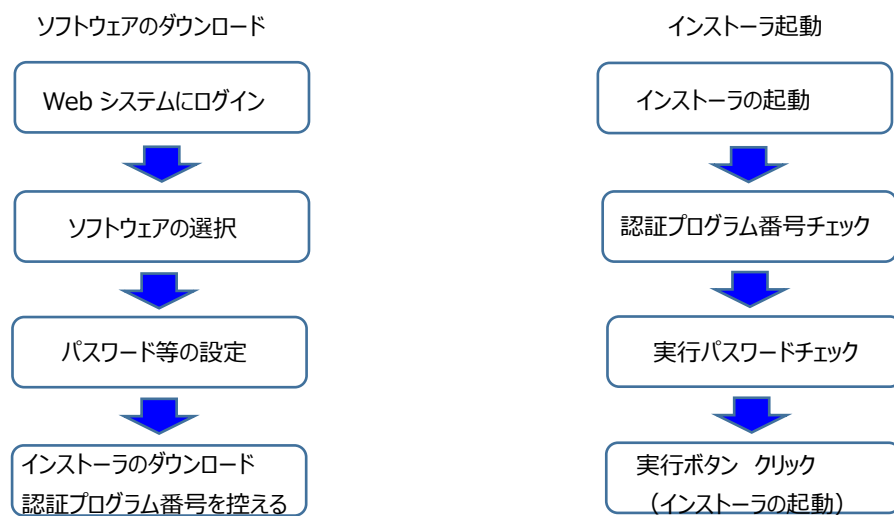 ソフトウェアのダウンロード
Web システムにログイン
ソフトウェアの選択
パスワード等の設定
インストーラのダウンロード
認証プログラム番号を控える
インストーラ起動
インストーラの起動
認証プログラム番号チェック
実行パスワードチェック
実行ボタン クリック
（インストーラの起動）